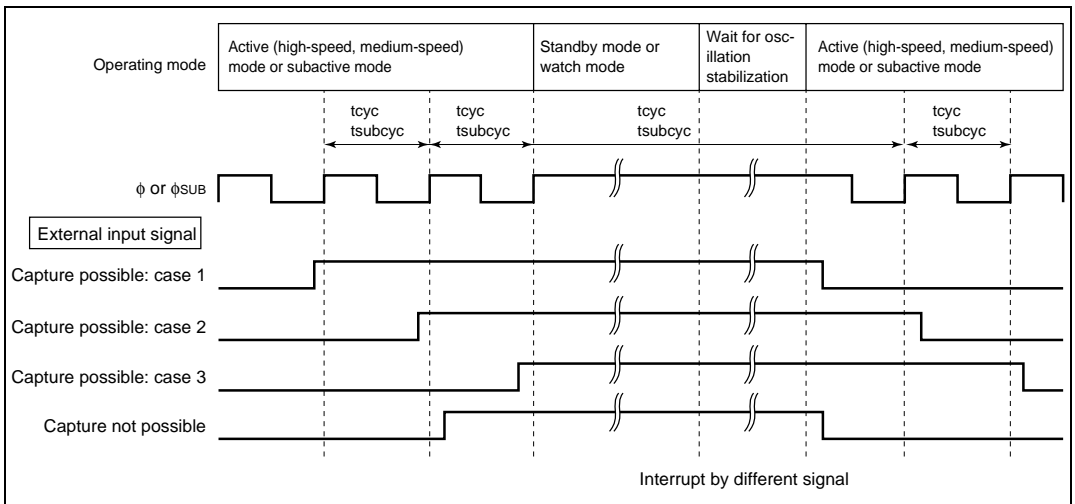 Operating mode
Active (high-speed, medium-speed)
mode or subactive mode
Standby mode or
watch mode
Wait for osc-
illation
stabilization
Active (high-speed, medium-speed)
mode or subactive mode
tcyc
tsubcyc
tcyc
tsubcyc
tcyc
tsubcyc
tcyc
tsubcyc
ϕ or ϕSUB
External input signal
Capture possible: case 1
Capture possible: case 2
Capture possible: case 3
Capture not possible
Interrupt by different signal